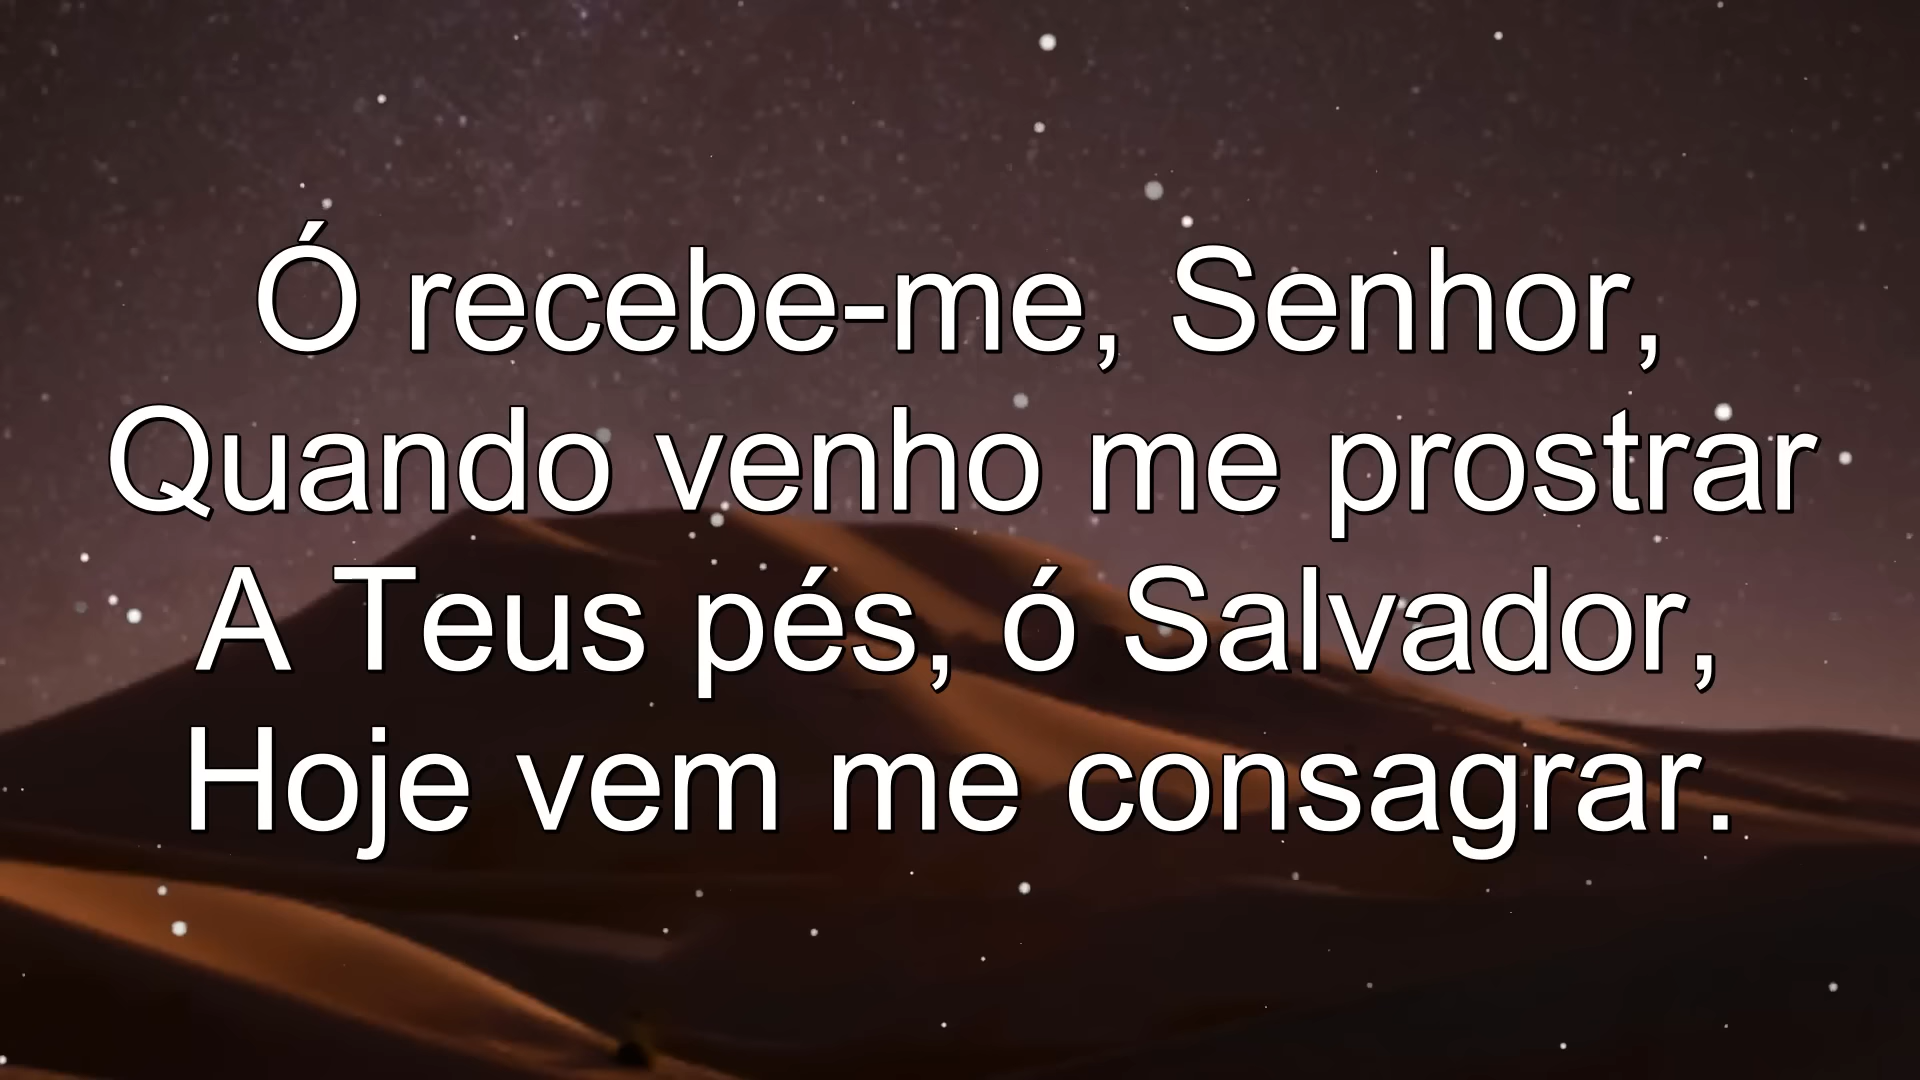 Ó recebe-me, Senhor,
Quando venho me prostrar
A Teus pés, ó Salvador,
Hoje vem me consagrar.